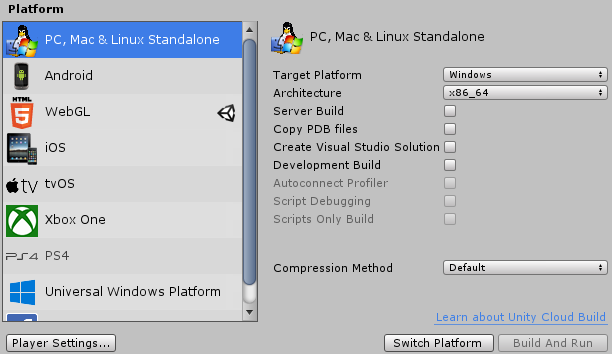 Platform
PC, Mac & Linux Standalone
Android
HTML
WebGL
iOS
tv
tvOS
Xbox One
PS4
PS4
Universal Windows Platform
Player Settings...
PC, Mac & Linux Standalone
Target Platform
Windows
Architecture
x86_64
Server Build
Copy PDB files
Create Visual Studio Solution
Development Build
Autoconnect Profiler
Script Debugging
Scripts Only Build
Compression Method
Default
Learn about Unity Cloud Build
Switch Platform
Build And Run